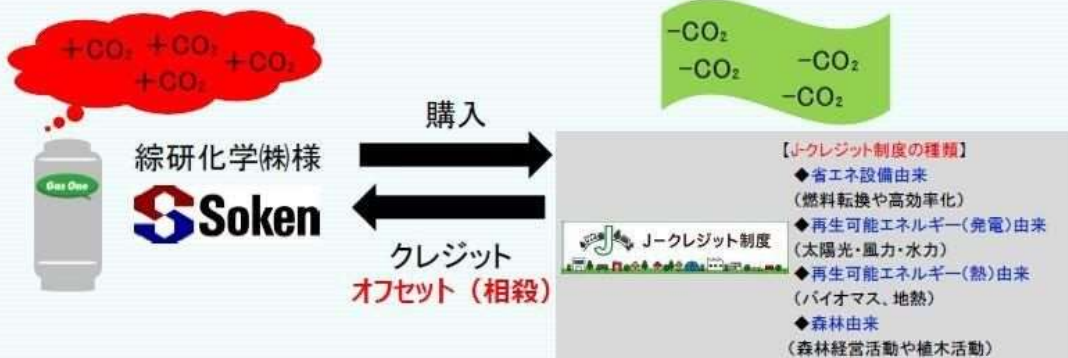 +CO₂ +CO₂ +CO₂
+CO₂
-CO₂
-CO₂ -CO₂
-CO₂
Gas One
綜研化学㈱様
Soken
購入
クレジット
オフセット（相殺）
J-クレジット制度
【J-クレジット制度の種類】
◆省エネ設備由来
（燃料転換や高効率化）
◆再生可能エネルギー（発電）由来
（太陽光・風力・水力）
◆再生可能エネルギー（熱）由来
（バイオマス、地熱）
◆森林由来
（森林経営活動や植木活動）